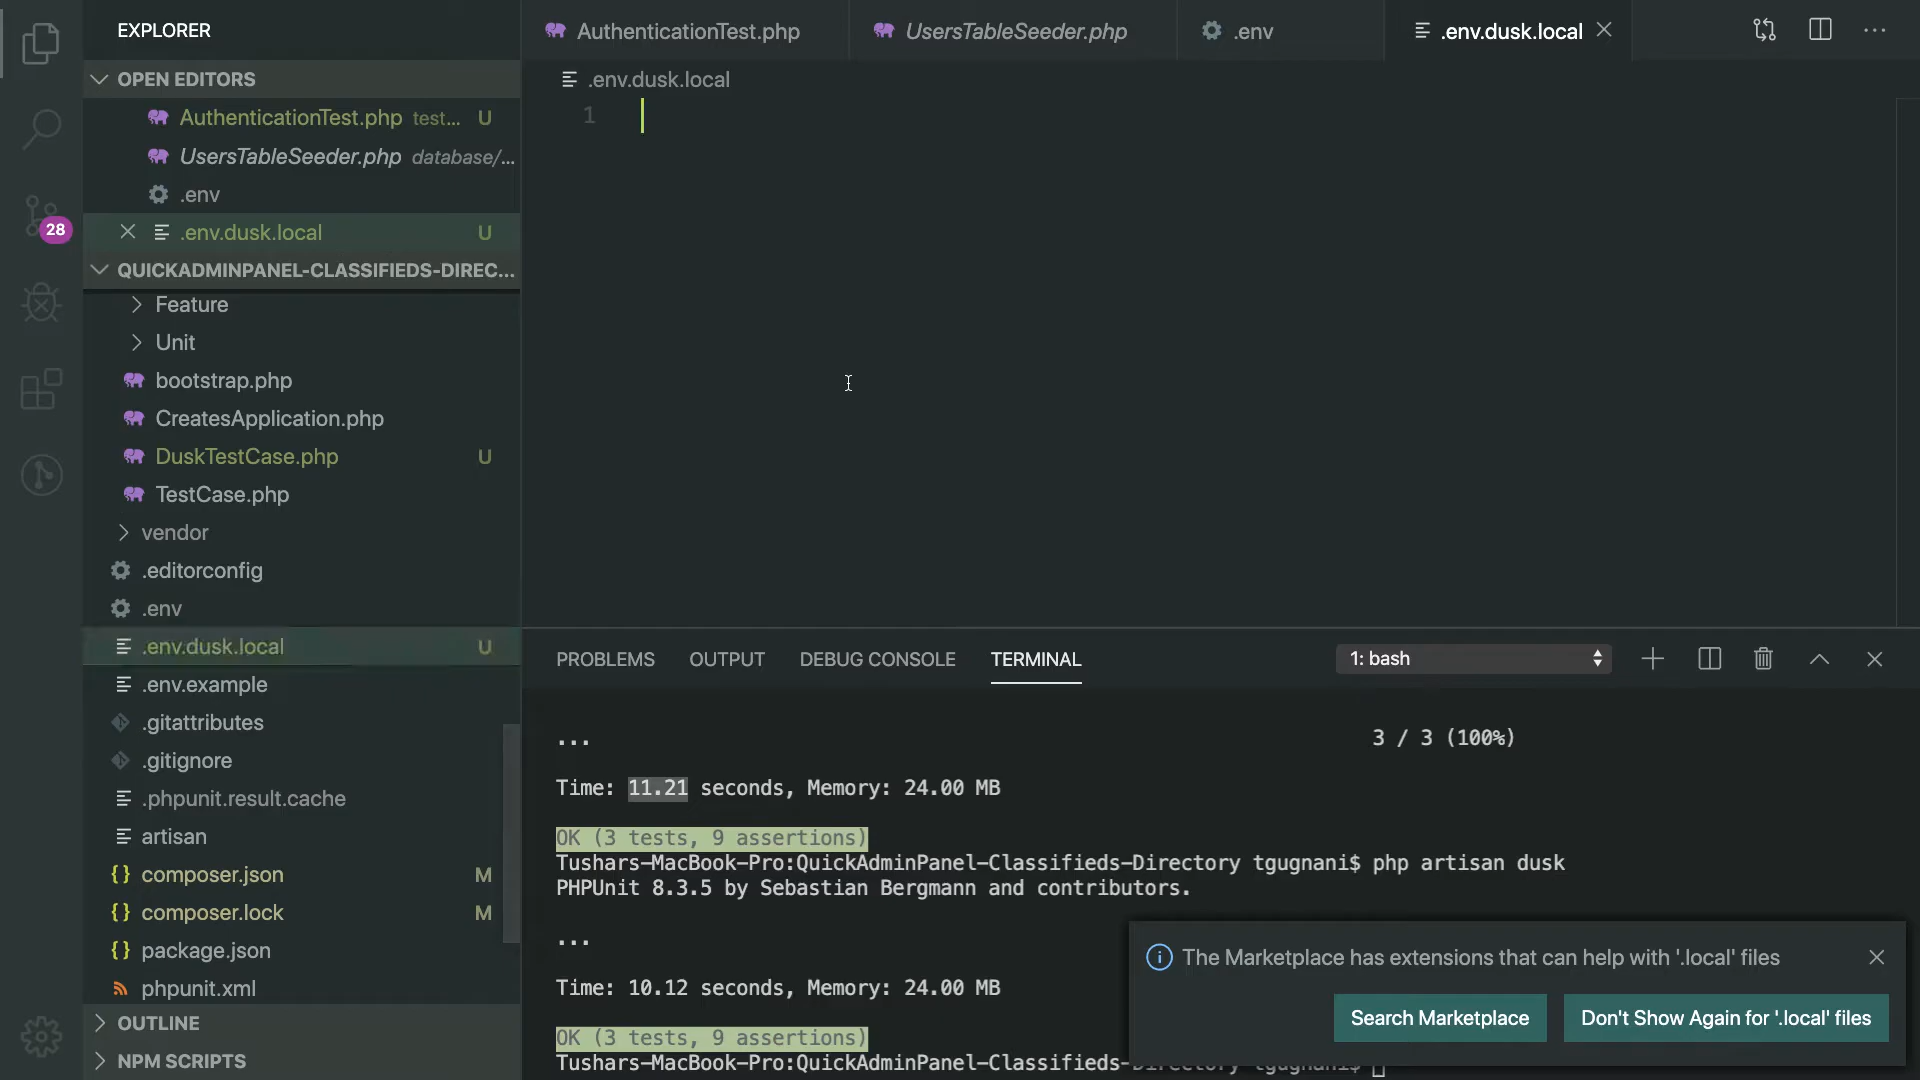 EXPLORER
OPEN EDITORS
AuthenticationTest.php test... U
UsersTableSeeder.php database/...
.env
.env.dusk.local U
QUICKADMINPANEL-CLASSIFIEDS-DIREC...
Feature
Unit
bootstrap.php
CreatesApplication.php
DuskTestCase.php U
TestCase.php
vendor
.editorconfig
.env
.env.dusk.local U
.env.example
.gitattributes
.gitignore
.phpunit.result.cache
artisan
composer.json M
composer.lock M
package.json
phpunit.xml
OUTLINE
NPM SCRIPTS
28
AuthenticationTest.php
UsersTableSeeder.php
.env
.env.dusk.local
.env.dusk.local
1
PROBLEMS OUTPUT DEBUG CONSOLE TERMINAL 1: bash
... 3 / 3 (100%)
Time: 11.21 seconds, Memory: 24.00 MB
OK (3 tests, 9 assertions)
Tushars-MacBook-Pro:QuickAdminPanel-Classifieds-Directory tgugnani$ php artisan dusk
PHPUnit 8.3.5 by Sebastian Bergmann and contributors.
...
Time: 10.12 seconds, Memory: 24.00 MB
OK (3 tests, 9 assertions)
Tushars-MacBook-Pro:QuickAdminPanel-Classifieds-Directory tgugnani$
The Marketplace has extensions that can help with '.local' files
Search Marketplace
Don't Show Again for '.local' files